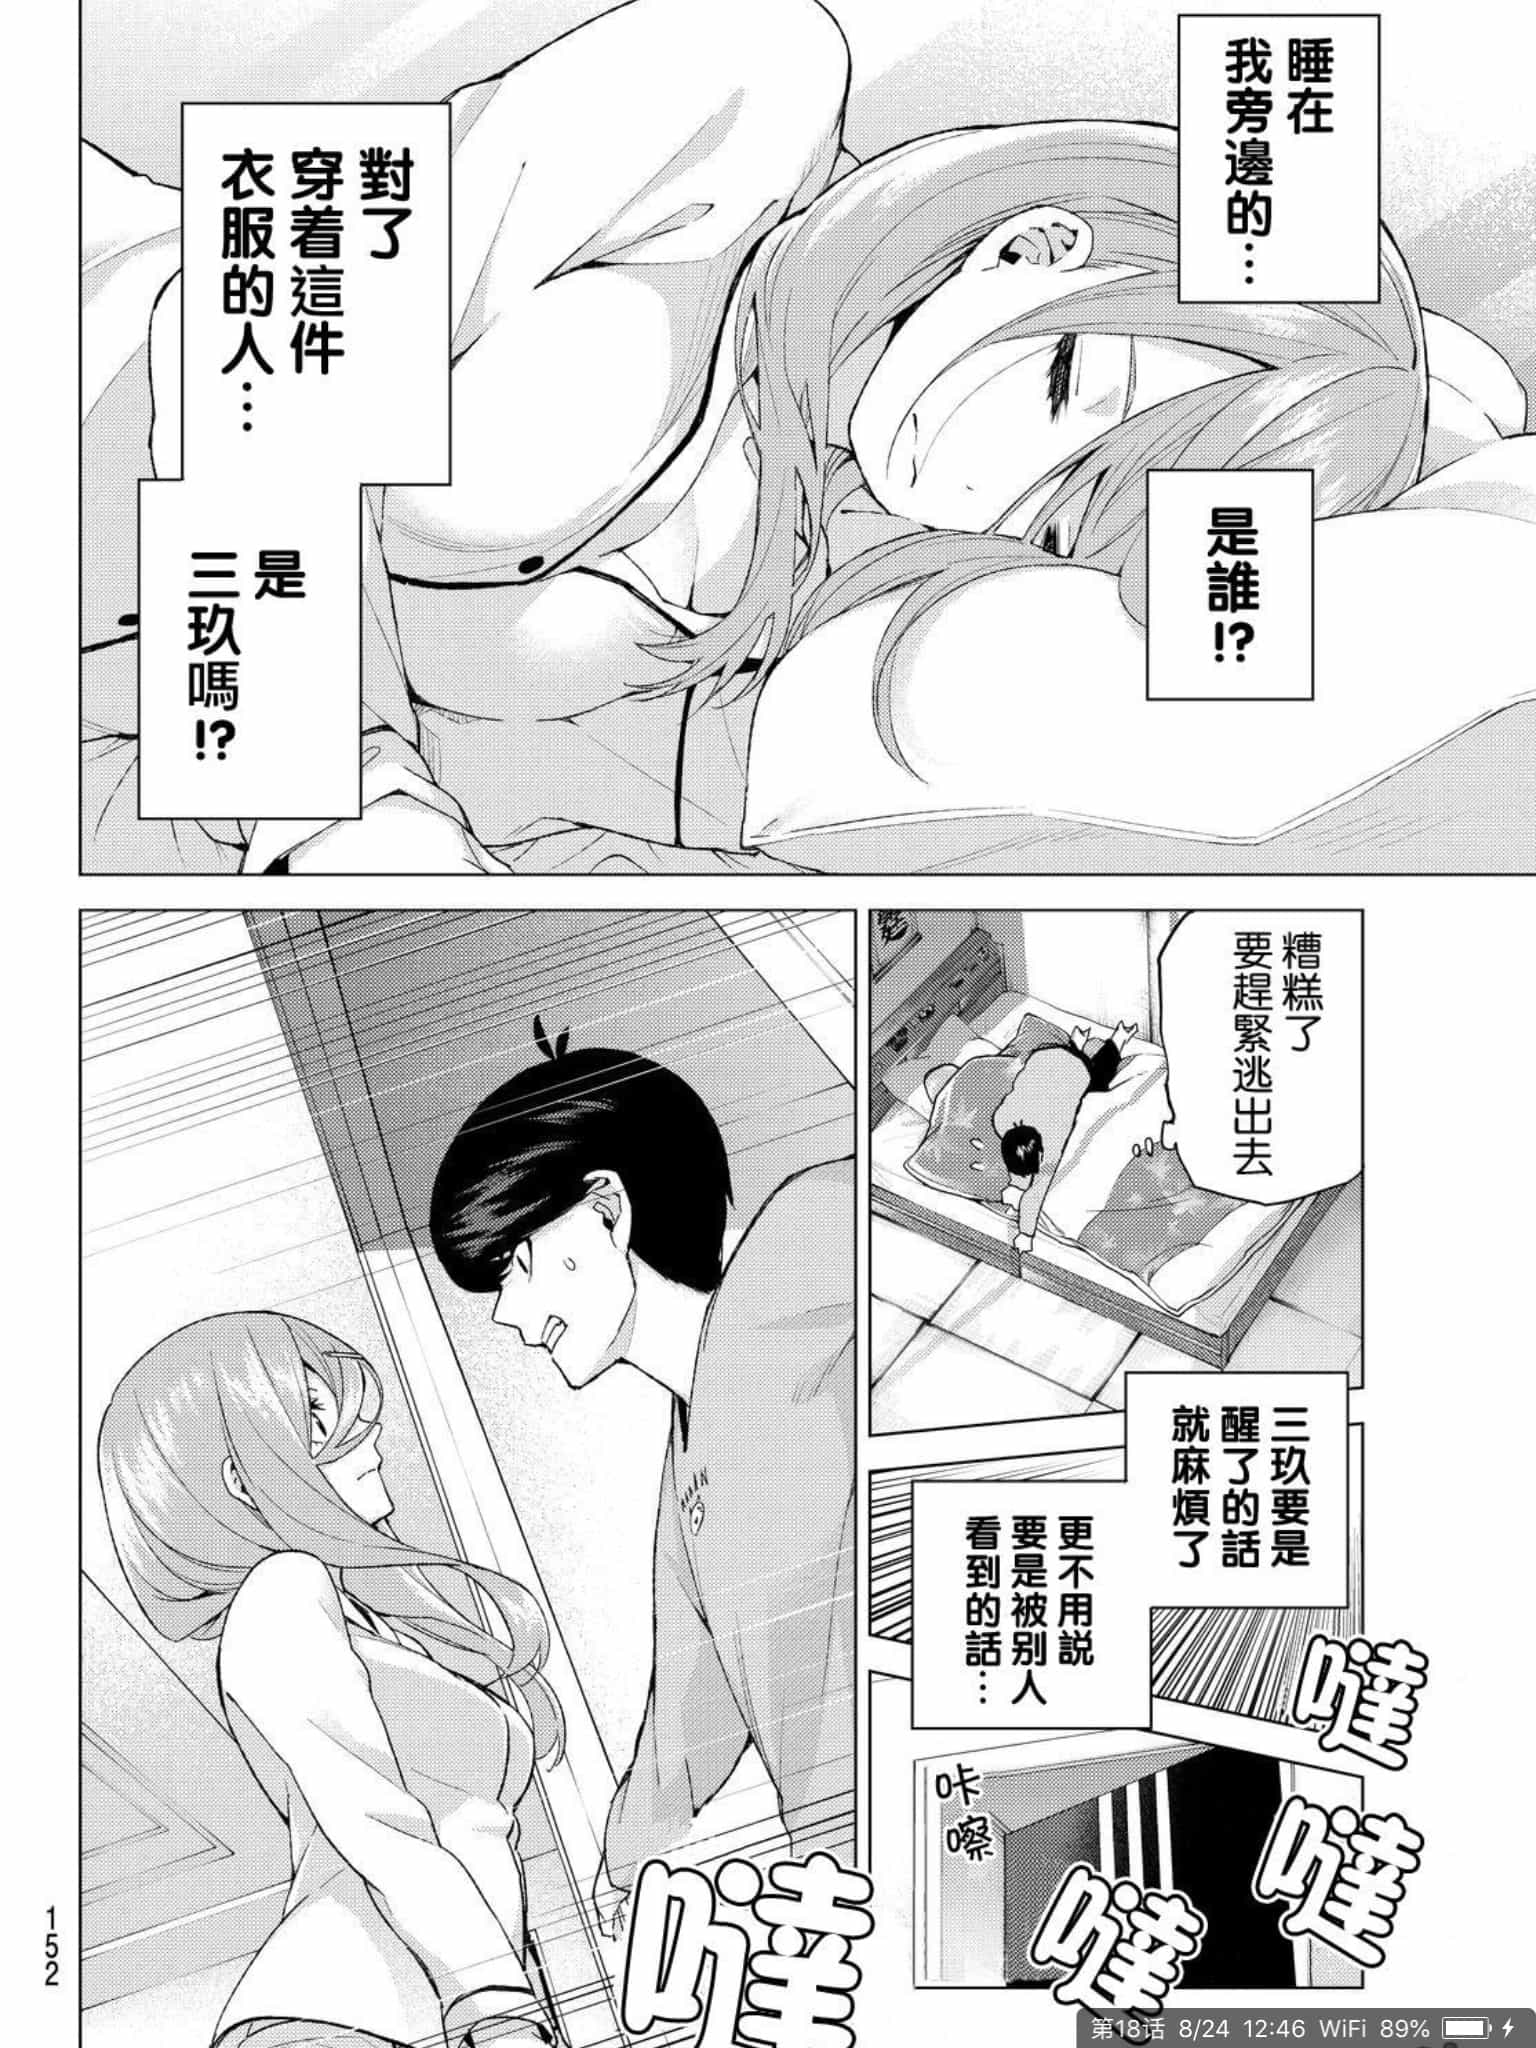 睡在
我旁邊的…
是誰!?
對了
穿着這件
衣服的人…
是
三玖嗎!?
糟糕了
要趕緊逃出去
三玖要是
醒了的話
就麻煩了
更不用説
要是被别人
看到的話…
噠
噠
噠
咔
嚓
噠
152
第18话 8/24 12:46 WiFi 89%